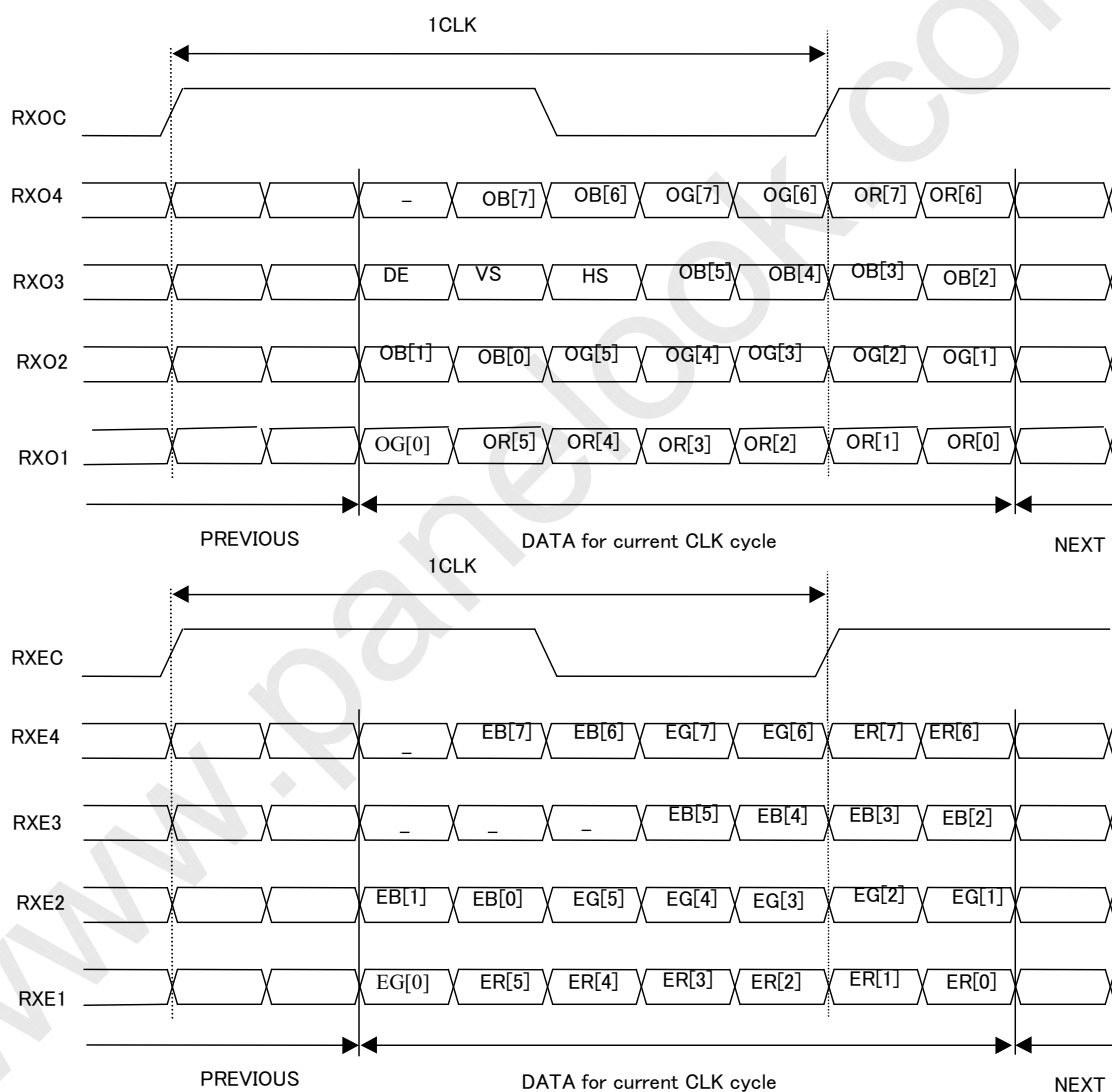 1CLK
RXOC
RXO4 – OB[7] OB[6] OG[7] OG[6] OR[7] OR[6]
RXO3 DE VS HS OB[5] OB[4] OB[3] OB[2]
RXO2 OB[1] OB[0] OG[5] OG[4] OG[3] OG[2] OG[1]
RXO1 OG[0] OR[5] OR[4] OR[3] OR[2] OR[1] OR[0]
PREVIOUS DATA for current CLK cycle NEXT
1CLK
RXEC
RXE4 – EB[7] EB[6] EG[7] EG[6] ER[7] ER[6]
RXE3 – – – EB[5] EB[4] EB[3] EB[2]
RXE2 EB[1] EB[0] EG[5] EG[4] EG[3] EG[2] EG[1]
RXE1 EG[0] ER[5] ER[4] ER[3] ER[2] ER[1] ER[0]
PREVIOUS DATA for current CLK cycle NEXT
www.panelook.com